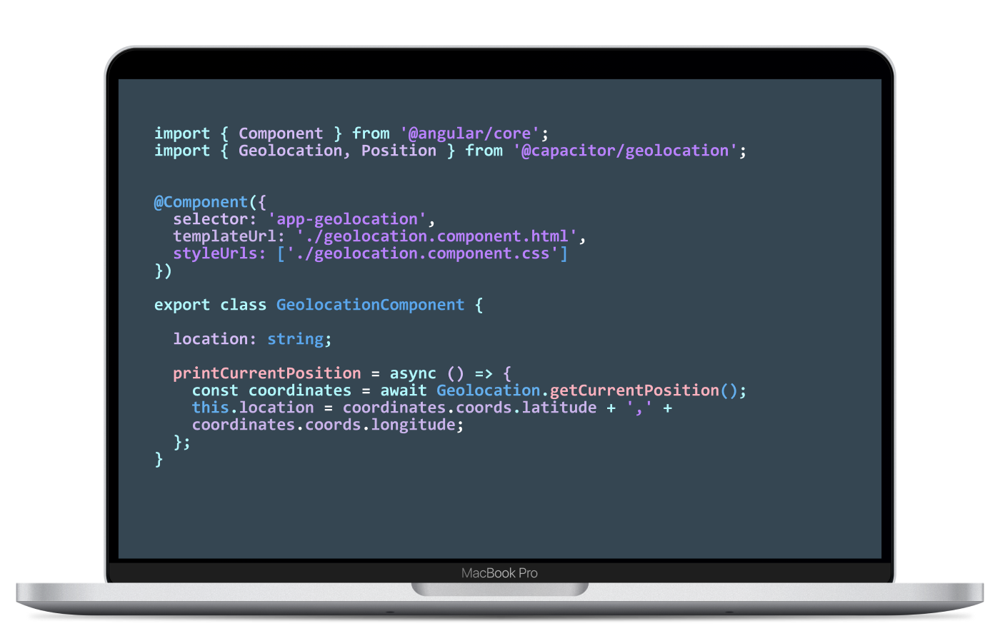 import { Component } from '@angular/core';
import { Geolocation, Position } from '@capacitor/geolocation';
@Component({
  selector: 'app-geolocation',
  templateUrl: './geolocation.component.html',
  styleUrls: ['./geolocation.component.css']
})
export class GeolocationComponent {
  location: string;
  printCurrentPosition = async () => {
    const coordinates = await Geolocation.getCurrentPosition();
    this.location = coordinates.coords.latitude + ',' +
    coordinates.coords.longitude;
  };
}
MacBook Pro